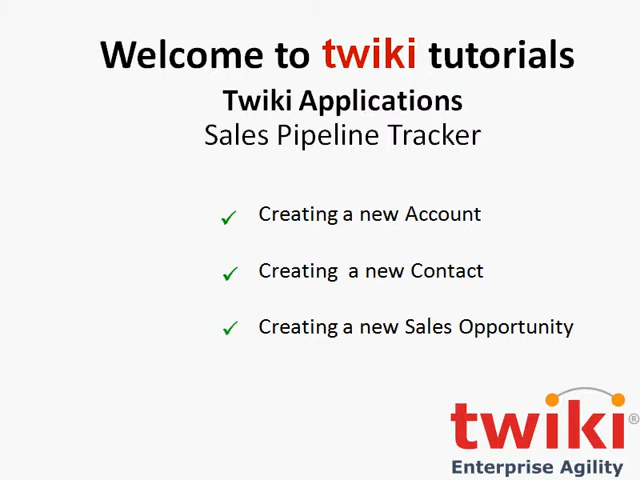 Welcome to twiki tutorials
Twiki Applications
Sales Pipeline Tracker
✓ Creating a new Account
✓ Creating a new Contact
✓ Creating a new Sales Opportunity
twiki®
Enterprise Agility